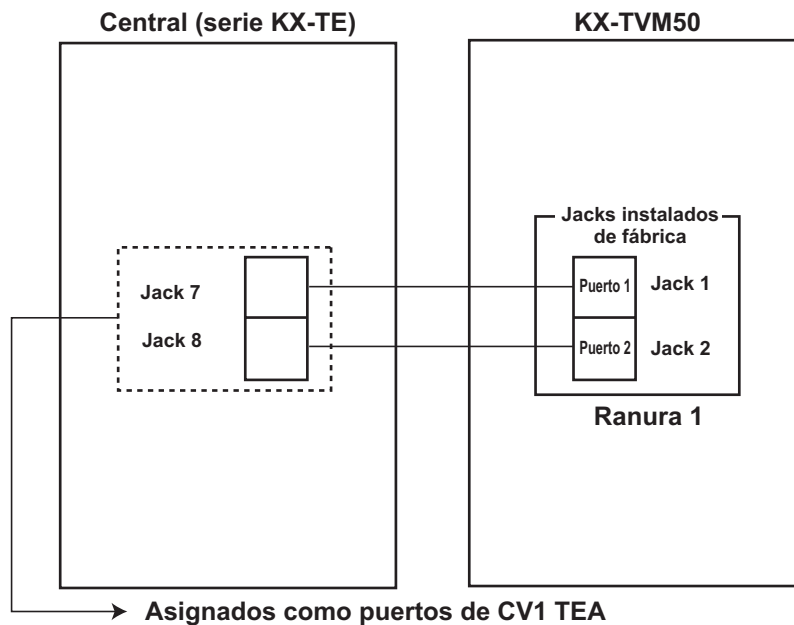 Central (serie KX-TE)
KX-TVM50
Jacks instalados
de fábrica
Jack 7
Puerto 1
Jack 1
Jack 8
Puerto 2
Jack 2
Ranura 1
Asignados como puertos de CV1 TEA